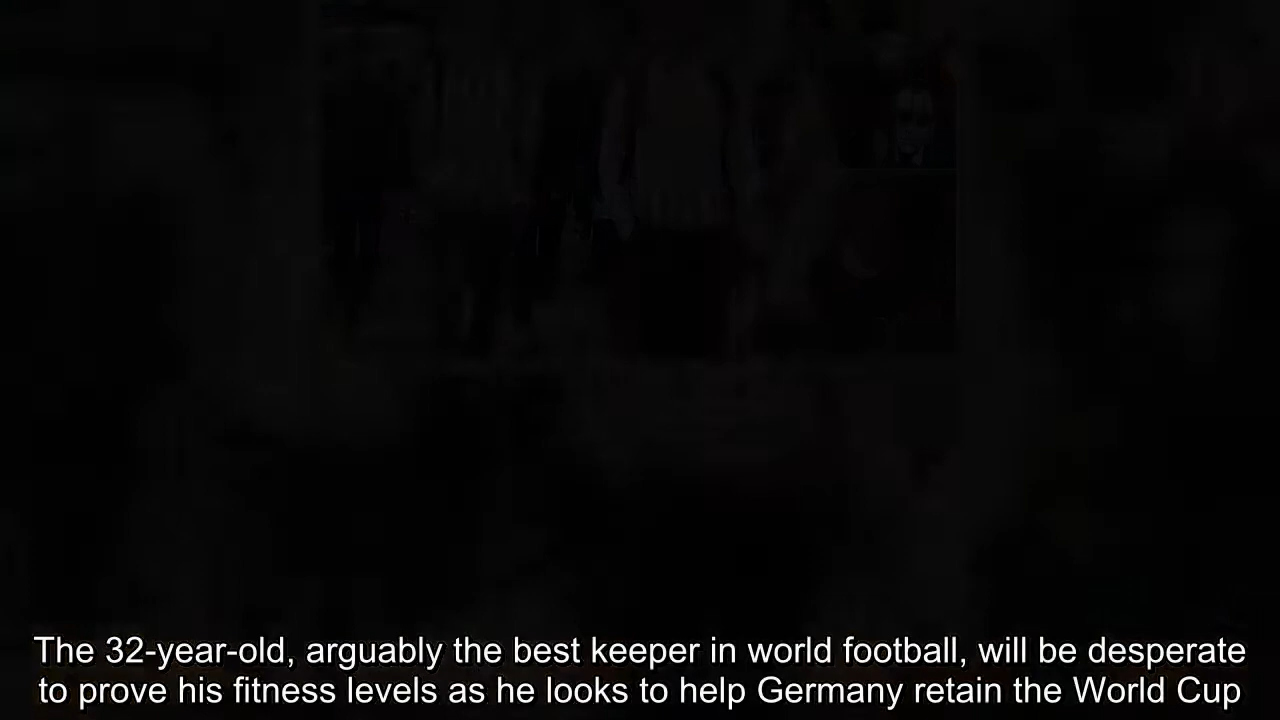 The 32-year-old, arguably the best keeper in world football, will be desperate
to prove his fitness levels as he looks to help Germany retain the World Cup